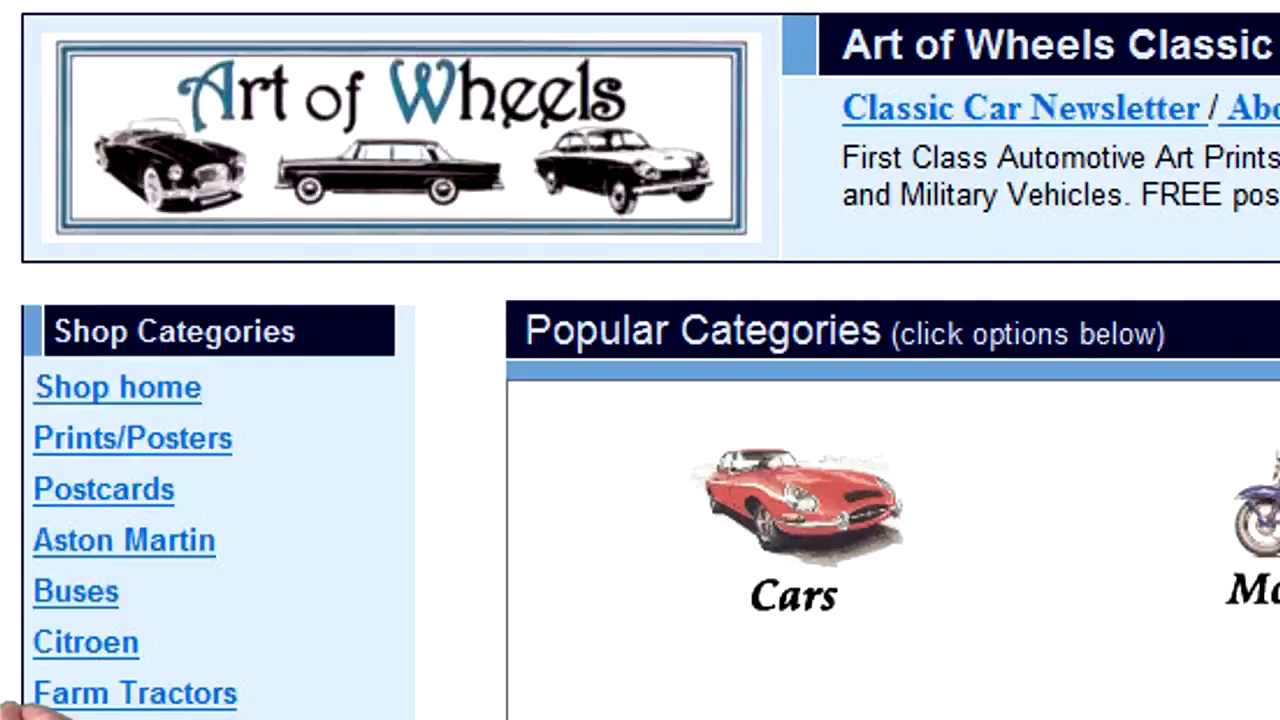 Art of Wheels
Art of Wheels Classic
Classic Car Newsletter /
First Class Automotive Art Prints
and Military Vehicles. FREE
Shop Categories
Shop home
Prints/Posters
Postcards
Aston Martin
Buses
Citroen
Farm Tractors
Popular Categories (click options below)
Cars